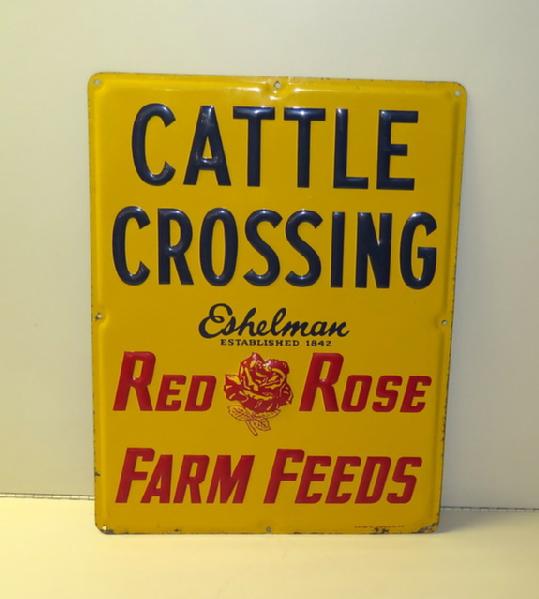 CATTLE
CROSSING
Eshelman
ESTABLISHED 1842
RED ROSE
FARM FEEDS